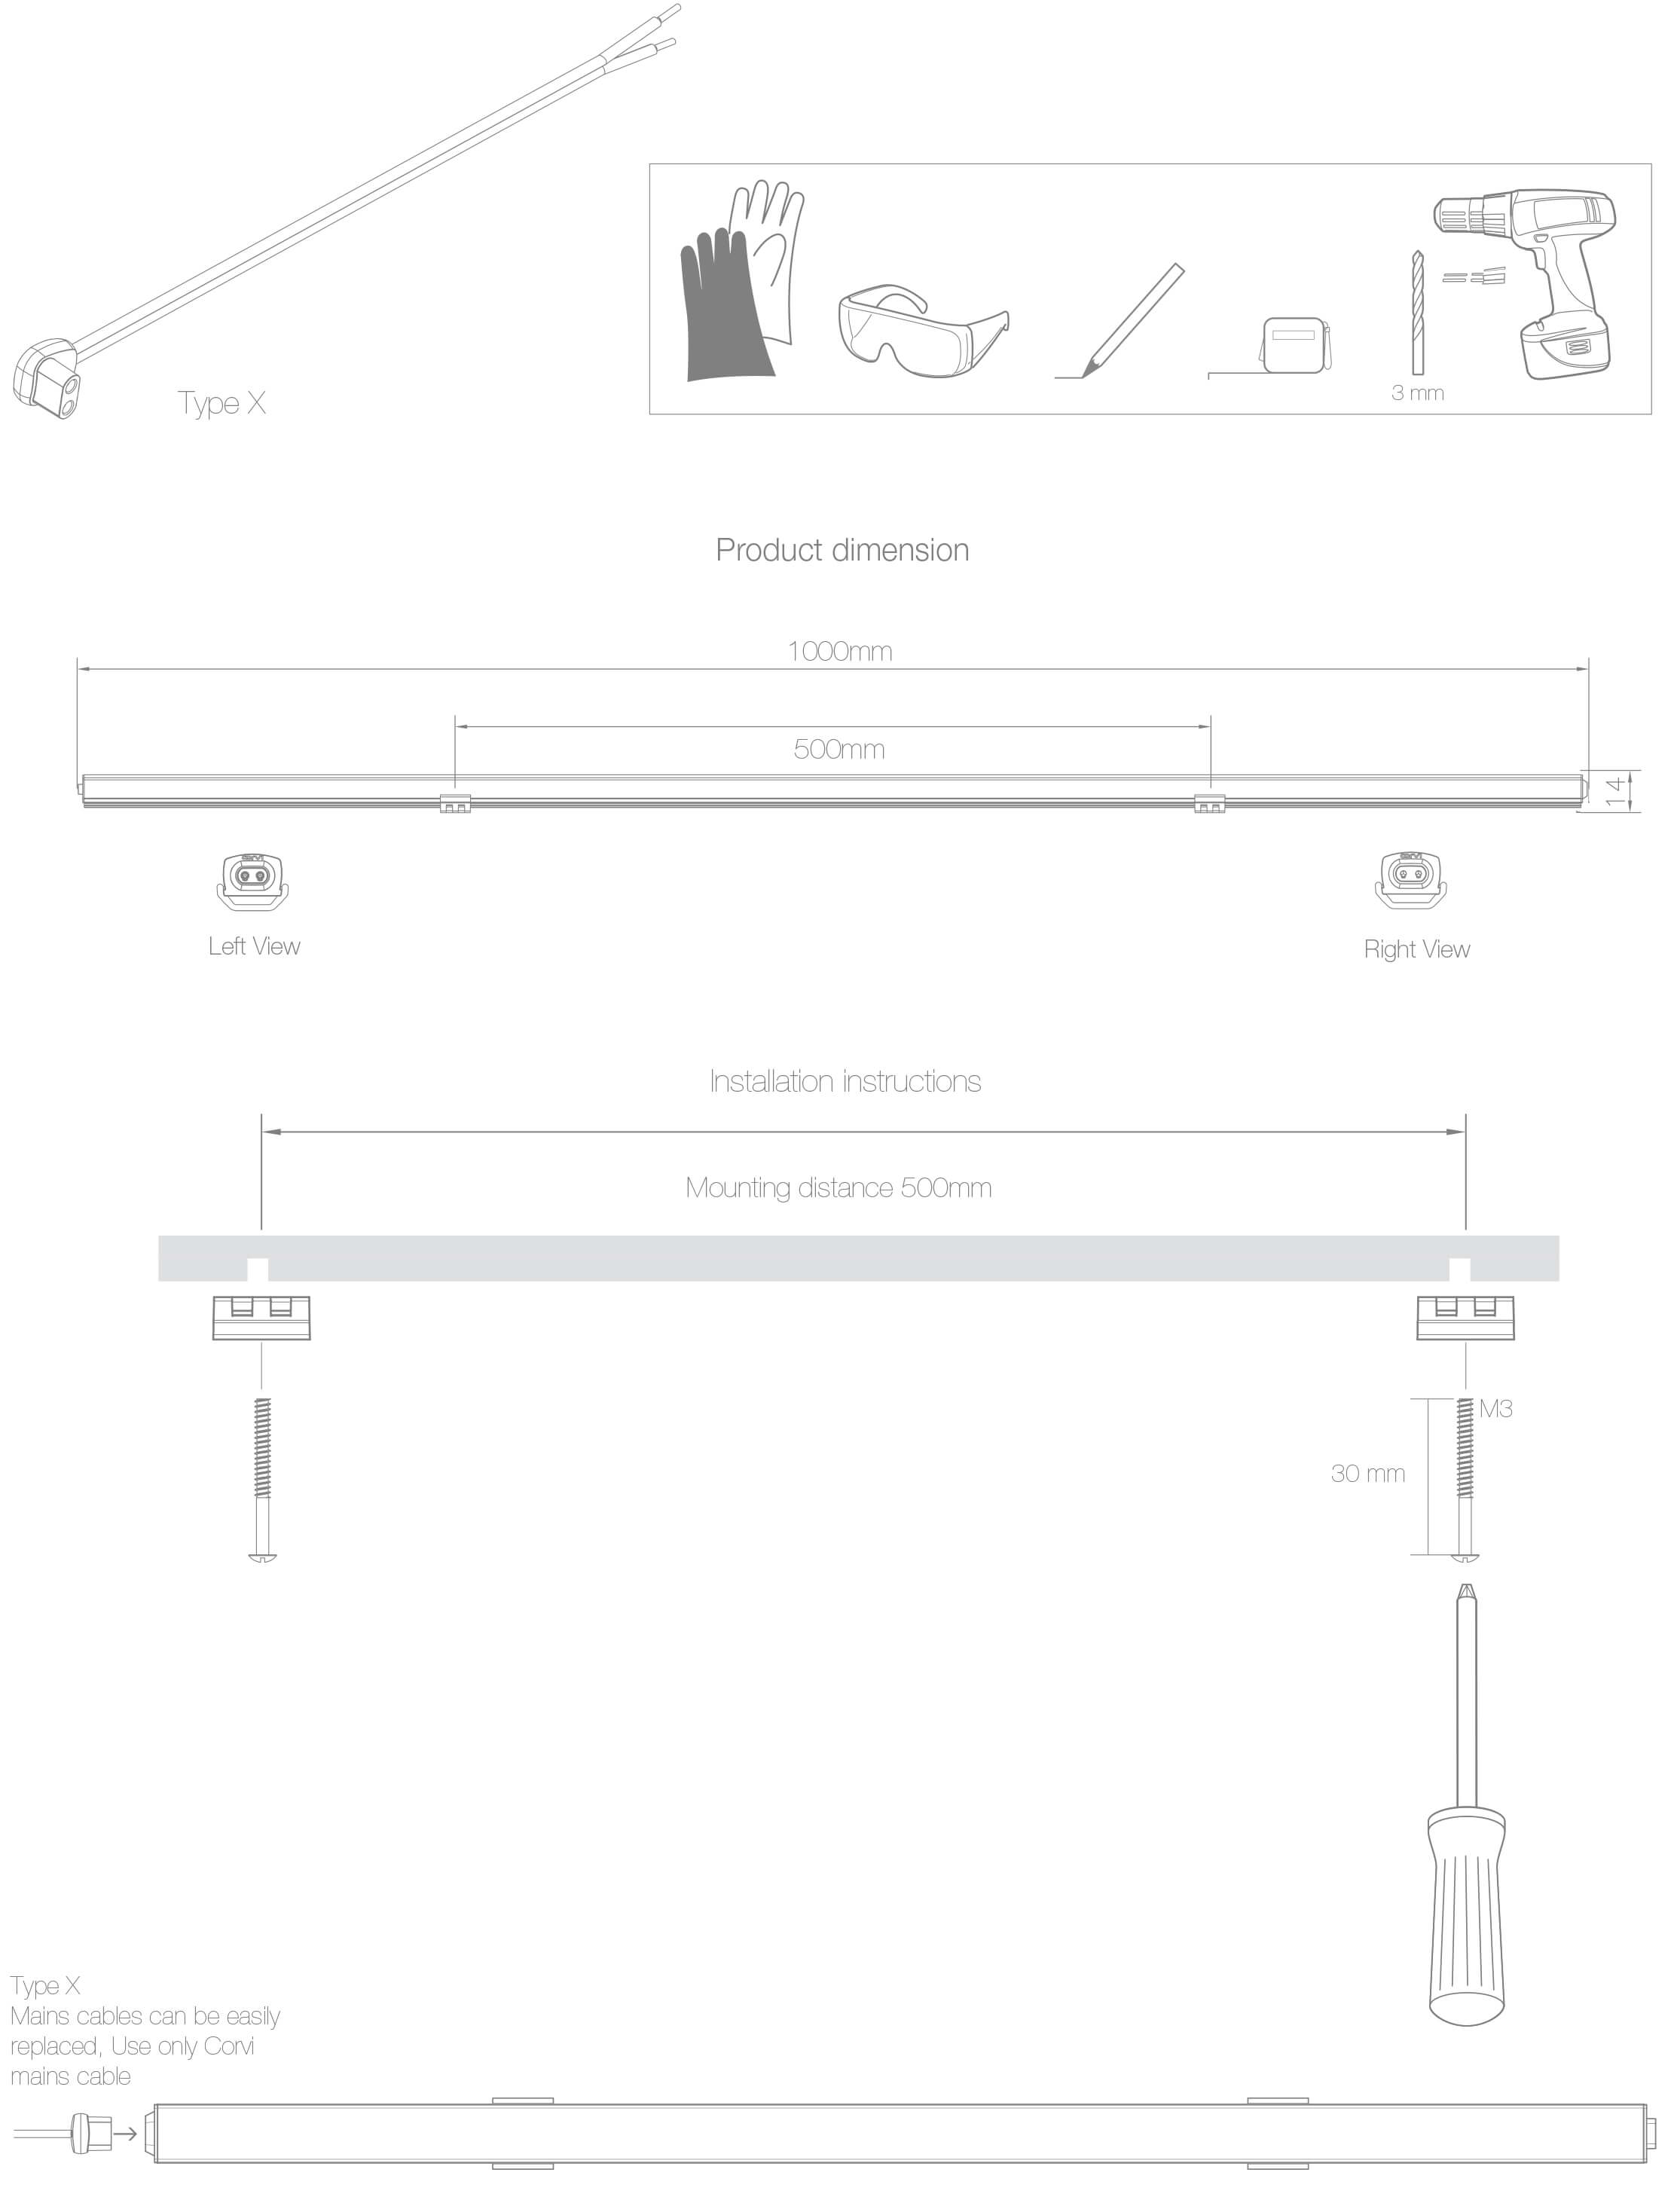 Type X
3 mm
Product dimension
1000mm
500mm
14
Left View
Right View
Installation instructions
Mounting distance 500mm
M3
30 mm
Type X
Mains cables can be easily
replaced, Use only Corvi
mains cable